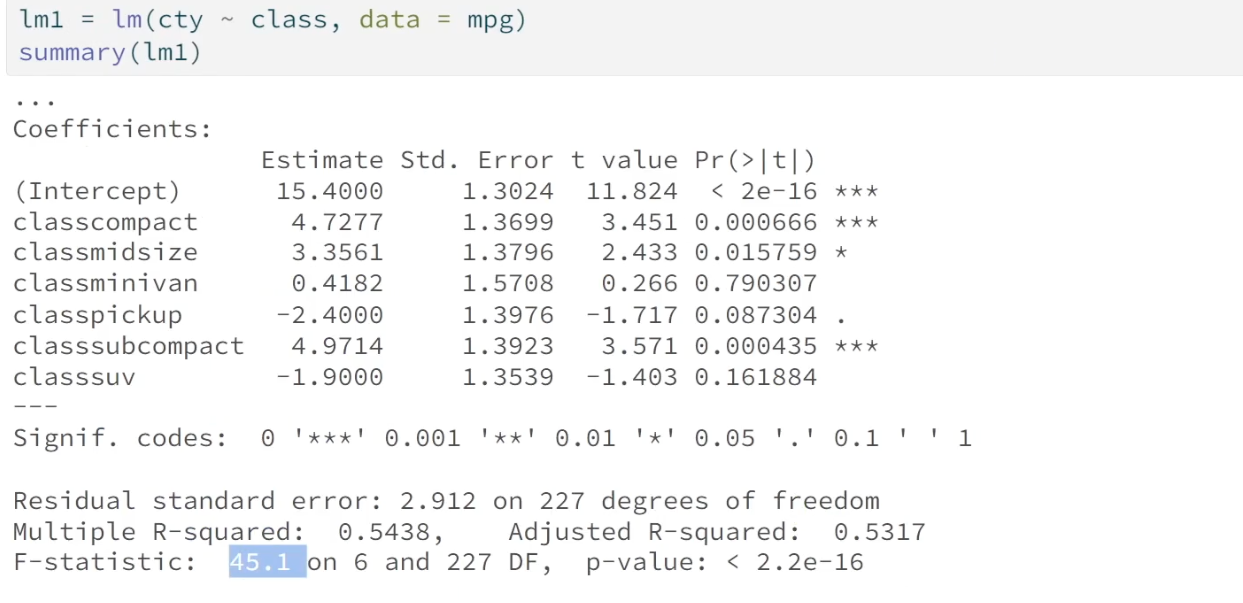 lm1 = lm(cty ~ class, data = mpg)
summary(lm1)
...
Coefficients:
                Estimate Std. Error t value Pr(>|t|)
(Intercept)      15.4000     1.3024  11.824  < 2e-16 ***
classcompact      4.7277     1.3699   3.451 0.000666 ***
classmidsize      3.3561     1.3796   2.433 0.015759 *
classminivan      0.4182     1.5708   0.266 0.790307
classpickup      -2.4000     1.3976  -1.717 0.087304 .
classsubcompact   4.9714     1.3923   3.571 0.000435 ***
classsuv         -1.9000     1.3539  -1.403 0.161884
---
Signif. codes:  0 '***' 0.001 '**' 0.01 '*' 0.05 '.' 0.1 ' ' 1
Residual standard error: 2.912 on 227 degrees of freedom
Multiple R-squared:  0.5438,    Adjusted R-squared:  0.5317
F-statistic:  45.1 on 6 and 227 DF,  p-value: < 2.2e-16